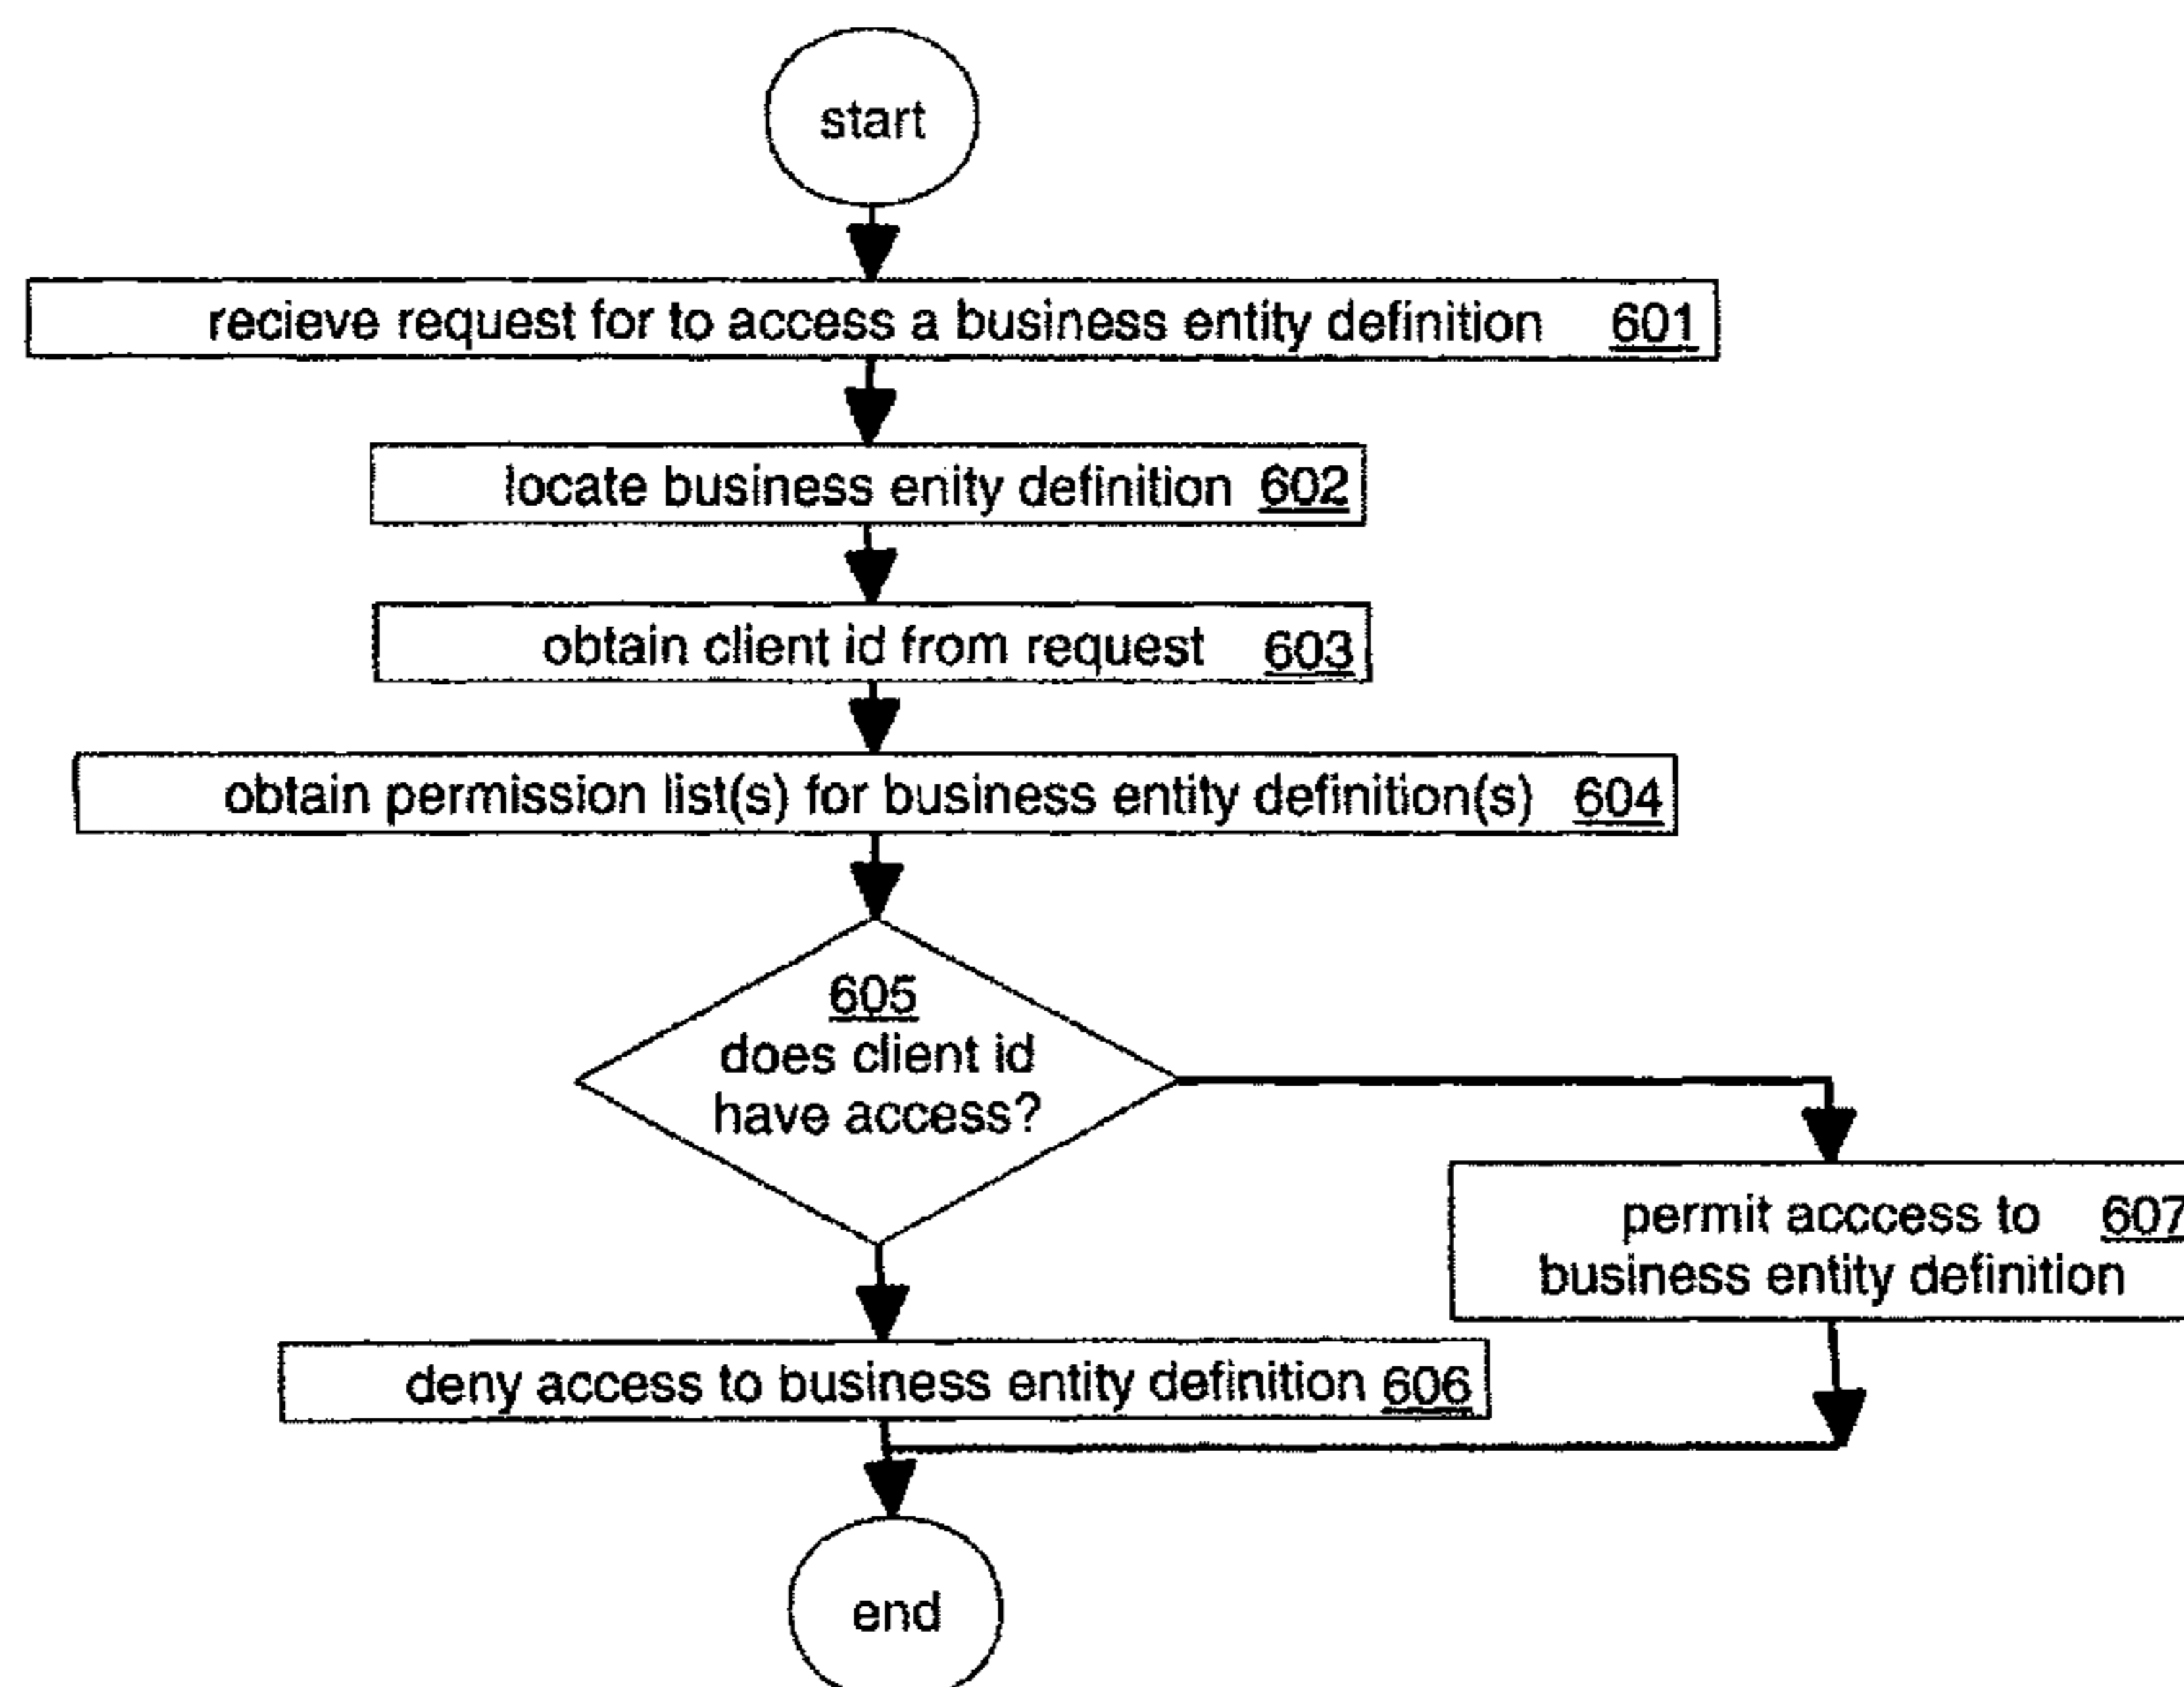 start
recieve request for to access a business entity definition 601
locate business enity definition 602
obtain client id from request 603
obtain permission list(s) for business entity definition(s) 604
605
does client id
have access?
permit acccess to 607
business entity definition
deny access to business entity definition 606
end